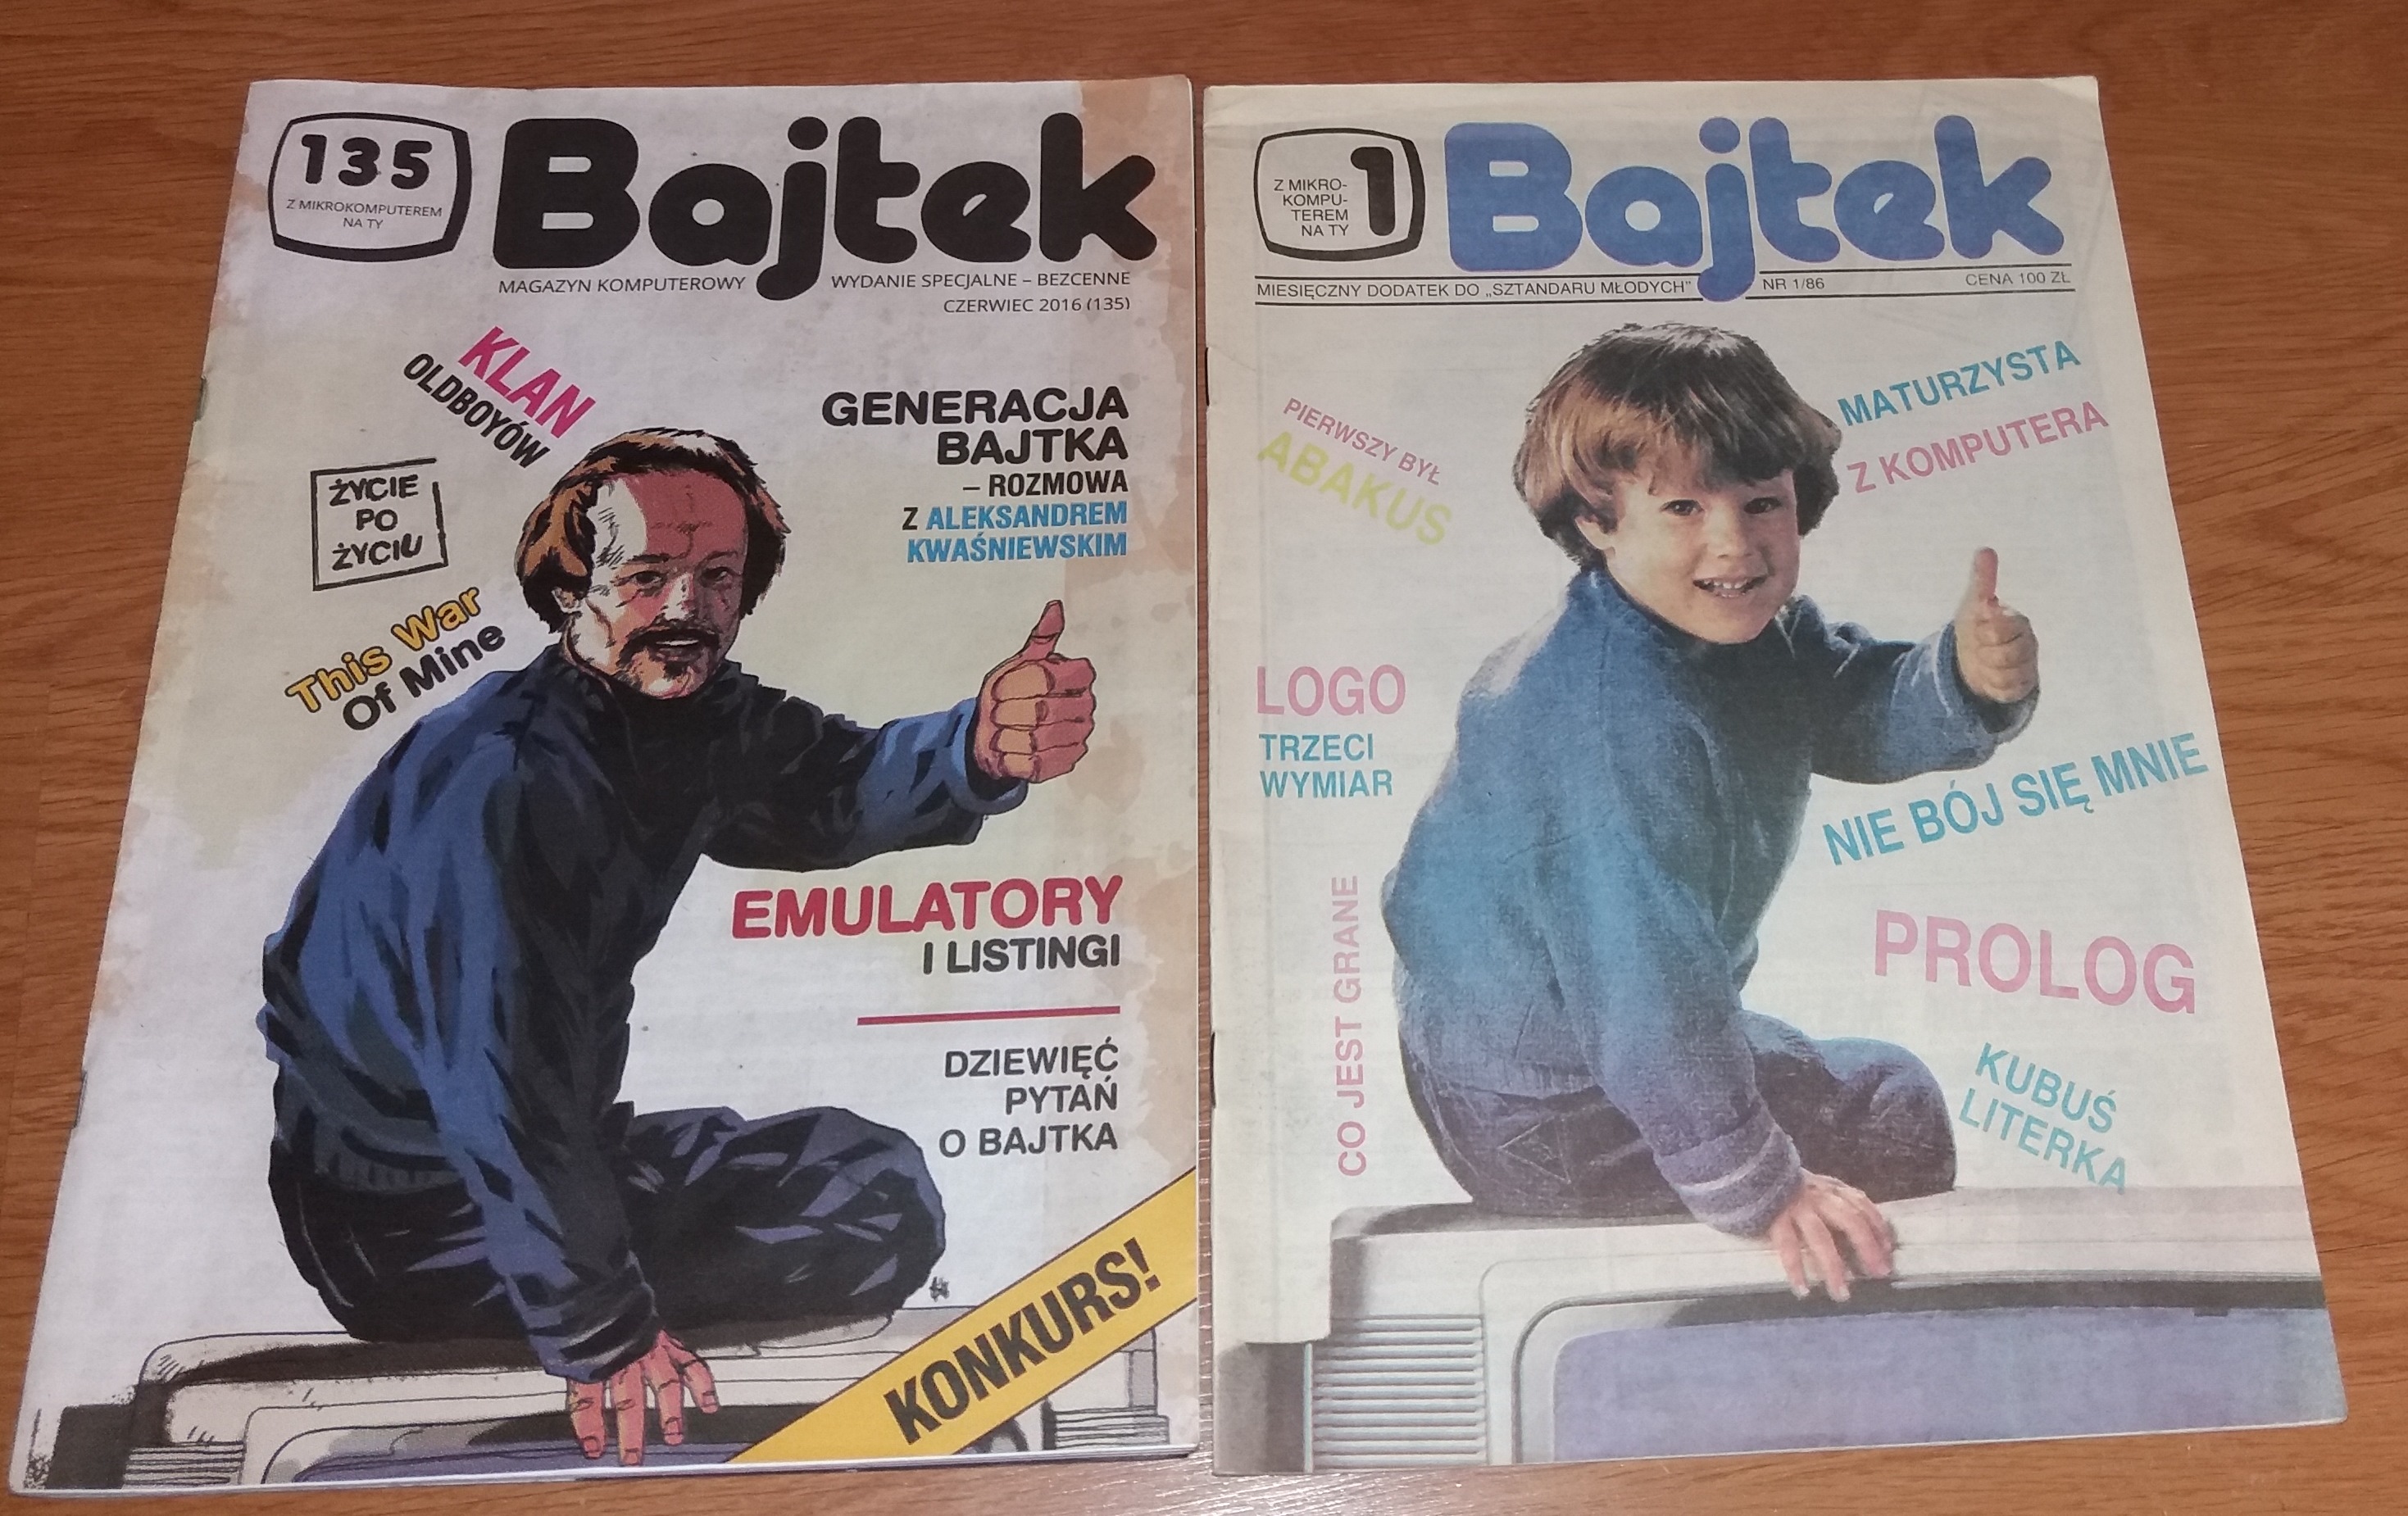 135
Z MIKROKOMPUTEREM
NA TY
Bajtek
MAGAZYN KOMPUTEROWY
WYDANIE SPECJALNE – BEZCENNE
CZERWIEC 2016 (135)
KLAN
OLDBOYÓW
GENERACJA
BAJTKA
– ROZMOWA
Z ALEKSANDREM
KWAŚNIEWSKIM
ŻYCIE
PO
ŻYCIU
This War
Of Mine
EMULATORY
I LISTINGI
DZIEWIĘĆ
PYTAŃ
O BAJTKA
KONKURS!
Z MIKRO-
KOMPU-
TEREM
NA TY
1
Bajtek
MIESIĘCZNY DODATEK DO „SZTANDARU MŁODYCH”
NR 1/86
CENA 100 ZŁ
PIERWSZY BYŁ
ABAKUS
MATURZYSTA
Z KOMPUTERA
LOGO
TRZECI
WYMIAR
NIE BÓJ SIĘ MNIE
CO JEST GRANE
PROLOG
KUBUŚ
LITERKA